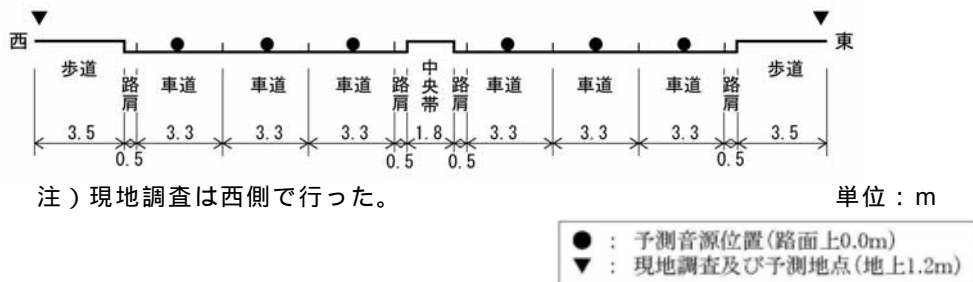 西 東
歩道 路肩 車道 車道 車道 路肩 中央帯 路肩 車道 車道 車道 路肩 歩道
3.5 3.3 3.3 3.3 1.8 3.3 3.3 3.3 3.5
0.5 0.5 0.5 0.5
注)現地調査は西側で行った。 単位:m
● : 予測音源位置(路面上0.0m)
▼ : 現地調査及び予測地点(地上1.2m)